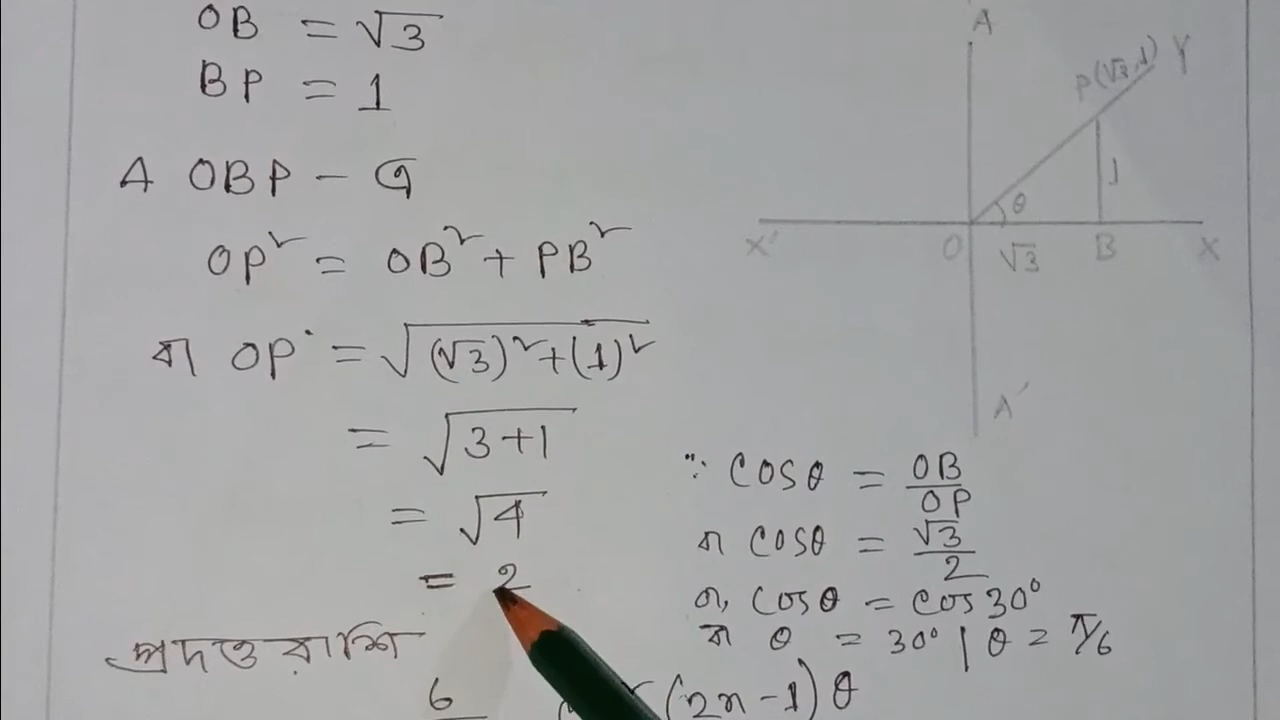 OB = √3
BP = 1
Δ OBP - এ
OP² = OB² + PB²
বা OP = √(√3)²+(1)²
= √3+1
= √4
= 2
প্রদত্ত রাশি
6
A
P(√3,1) Y
1
θ
X' O √3 B X
A'
∵ cosθ = OB/OP
বা cosθ = √3/2
বা, cosθ = cos30°
বা θ = 30° | θ = π/6
(2n-1)θ